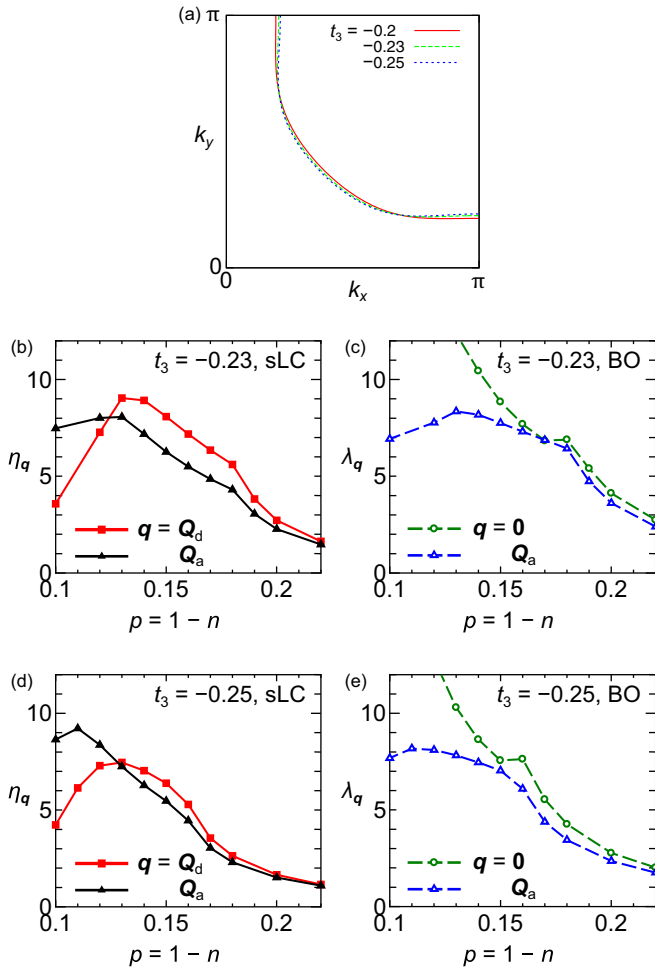 (a)
π
t3 = −0.2
−0.23
−0.25
ky
0
0
kx
π
(b)
t3 = −0.23, sLC
10
ηq
5
q = Qd
Qa
0
0.1
0.15
0.2
p = 1 − n
(c)
t3 = −0.23, BO
10
λq
5
q = 0
Qa
0
0.1
0.15
0.2
p = 1 − n
(d)
t3 = −0.25, sLC
10
ηq
5
q = Qd
Qa
0
0.1
0.15
0.2
p = 1 − n
(e)
t3 = −0.25, BO
10
λq
5
q = 0
Qa
0
0.1
0.15
0.2
p = 1 − n